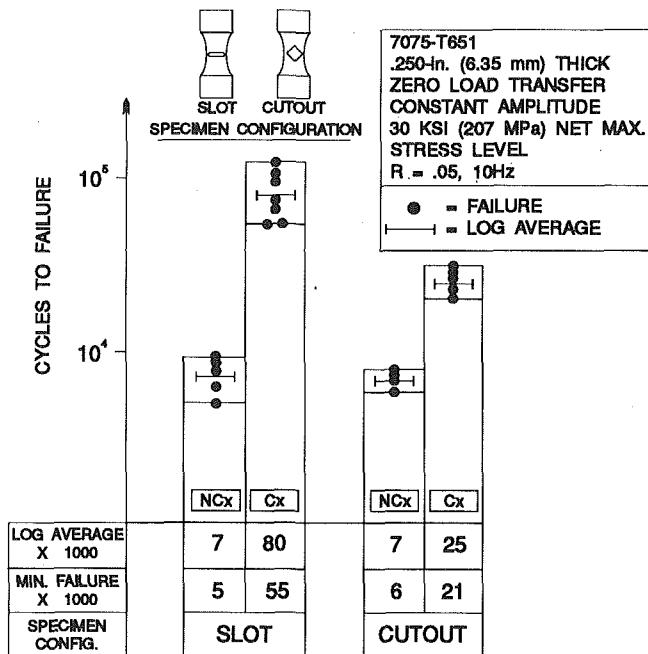 SLOT CUTOUT
SPECIMEN CONFIGURATION
7075-T651
.250-in. (6.35 mm) THICK
ZERO LOAD TRANSFER
CONSTANT AMPLITUDE
30 KSI (207 MPa) NET MAX.
STRESS LEVEL
R = .05, 10Hz
= FAILURE
= LOG AVERAGE
CYCLES TO FAILURE
10⁵
10⁴
NCx Cx NCx Cx
LOG AVERAGE
X 1000
7 80 7 25
MIN. FAILURE
X 1000
5 55 6 21
SPECIMEN
CONFIG.
SLOT CUTOUT